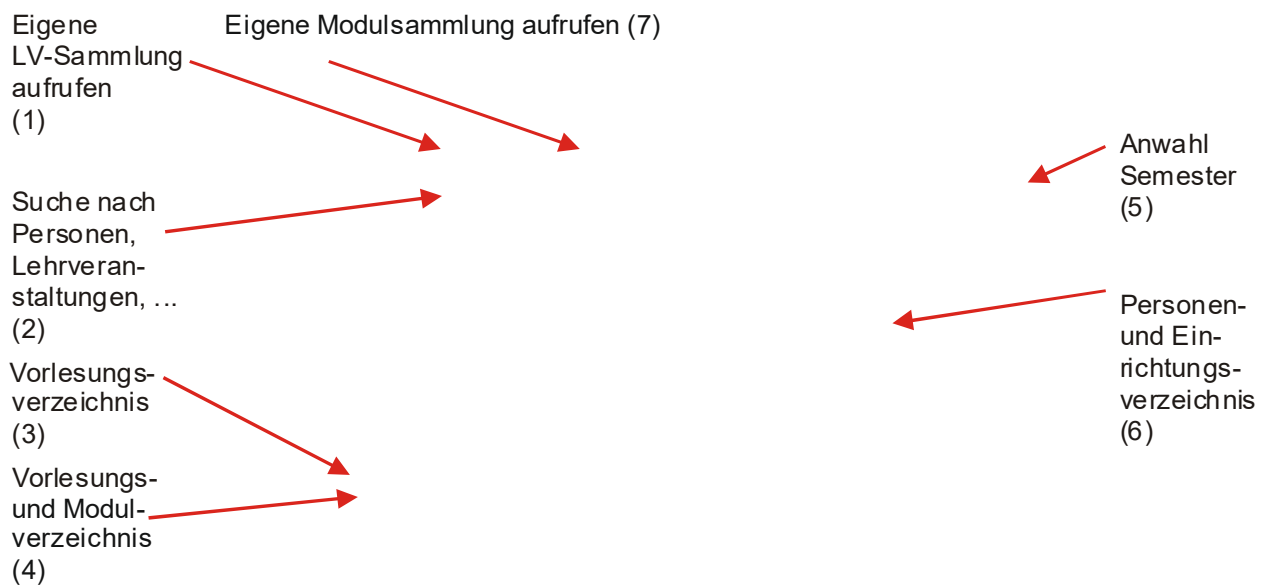 Eigene
LV-Sammlung
aufrufen
(1)
Eigene Modulsammlung aufrufen (7)
Suche nach
Personen,
Lehrveran-
staltungen, ...
(2)
Vorlesungs-
verzeichnis
(3)
Vorlesungs-
und Modul-
verzeichnis
(4)
Anwahl
Semester
(5)
Personen-
und Ein-
richtungs-
verzeichnis
(6)